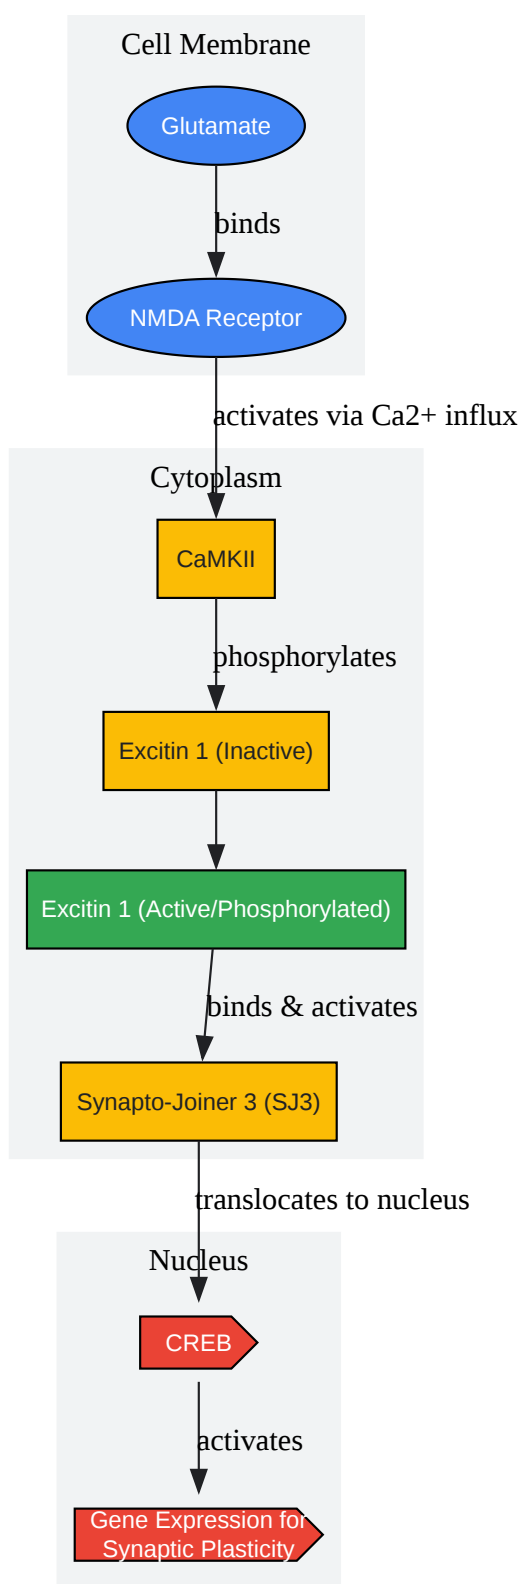 Cell Membrane
Glutamate
binds
NMDA Receptor
activates via Ca2+ influx
Cytoplasm
CaMKII
phosphorylates
Excitin 1 (Inactive)
Excitin 1 (Active/Phosphorylated)
binds & activates
Synapto-Joiner 3 (SJ3)
translocates to nucleus
Nucleus
CREB
activates
Gene Expression for
Synaptic Plasticity